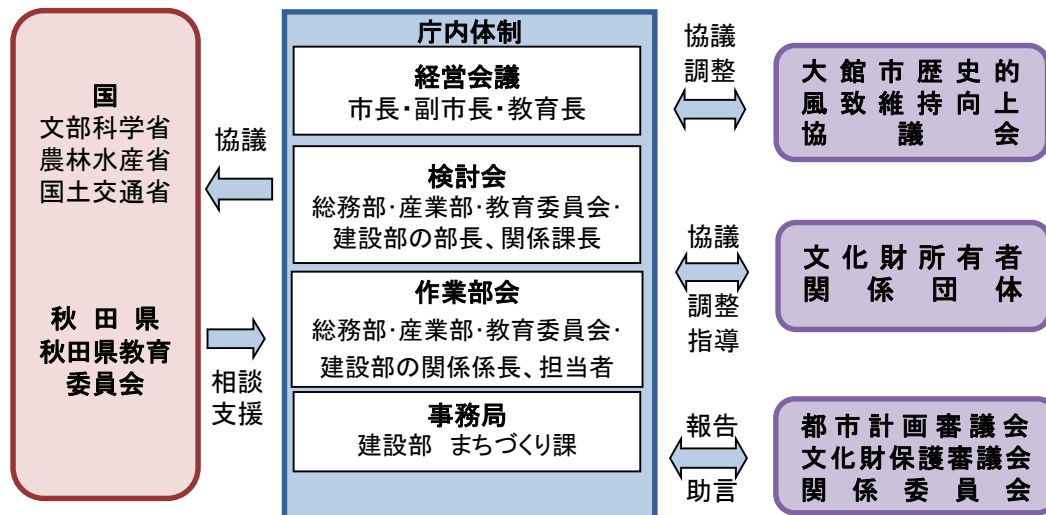 国
文部科学省
農林水産省
国土交通省
秋田県
秋田県教育
委員会
協議
相談
支援
庁内体制
経営会議
市長・副市長・教育長
検討会
総務部・産業部・教育委員会・
建設部の部長、関係課長
作業部会
総務部・産業部・教育委員会・
建設部の関係係長、担当者
事務局
建設部　まちづくり課
協議
調整
大館市歴史的
風致維持向上
協議会
協議
調整
指導
文化財所有者
関係団体
報告
助言
都市計画審議会
文化財保護審議会
関係委員会